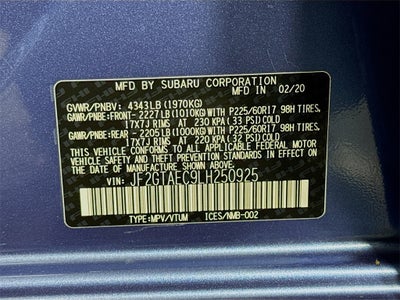 MFD BY SUBARU CORPORATION
02/20
GVWR/PNBV: 4343LB (1970KG)
GAWR/PNBE:FRONT- 2227LB (1010KG) WITH P225/60R17 98H TIRES,
17X7J RIMS AT 230 KPA (33 PSI) COLD
GAWR/PNBE:REAR - 2205LB (1000KG) WITH P225/60R17 98H TIRES,
17X7J RIMS AT 220 KPA (32 PSI) COLD
THIS VEHICLE CONFORMS TO ALL APPLICABLE FEDERAL MOTOR
VEHICLE SAFETY AND THEFT PREVENTION STANDARDS IN EFFECT ON
THE DATE OF MANUFACTURE SHOWN ABOVE.
VIN: JF2GTAEC9LH250925
TYPE:MPV/VTUM ICES/NMB-002